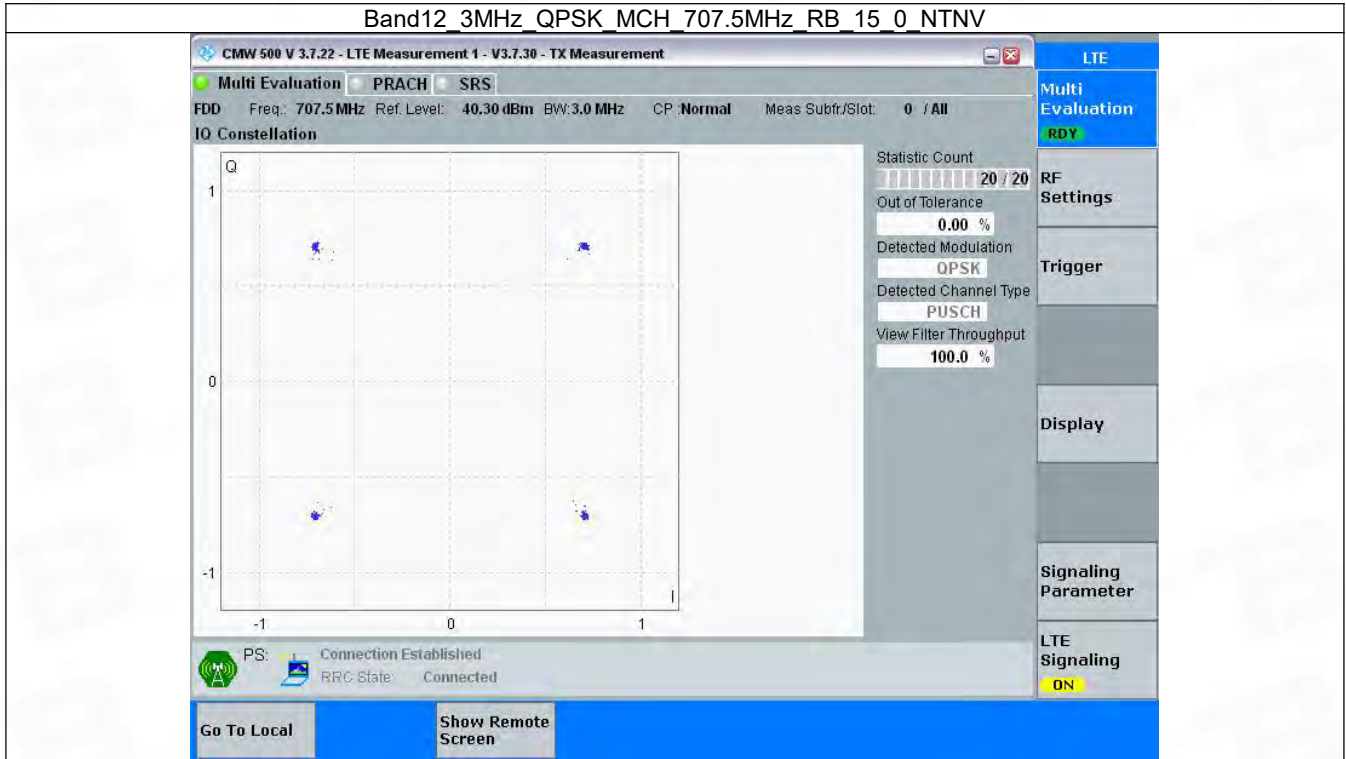 Band12_3MHz_QPSK_MCH_707.5MHz_RB_15_0_NTNV
CMW 500 V 3.7.22 - LTE Measurement 1 - V3.7.30 - TX Measurement
LTE
Multi Evaluation PRACH SRS
FDD Freq.: 707.5 MHz Ref. Level: 40.30 dBm BW: 3.0 MHz CP :Normal Meas Subfr./Slot: 0 / All
IQ Constellation
Q
1
0
-1
I
-1 0 1
Statistic Count
20 / 20
Out of Tolerance
0.00 %
Detected Modulation
QPSK
Detected Channel Type
PUSCH
View Filter Throughput
100.0 %
Multi
Evaluation
RDY
RF
Settings
Trigger
Display
Signaling
Parameter
LTE
Signaling
ON
PS: Connection Established
RRC State: Connected
Go To Local
Show Remote
Screen